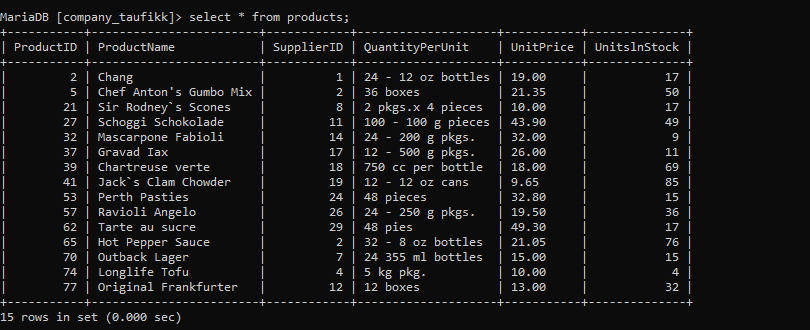 MariaDB [company_taufikk]> select * from products;
+-----------+------------------------+------------+---------------------+-----------+--------------+
| ProductID | ProductName            | SupplierID | QuantityPerUnit     | UnitPrice | UnitslnStock |
+-----------+------------------------+------------+---------------------+-----------+--------------+
|         2 | Chang                  |          1 | 24 - 12 oz bottles  | 19.00     |           17 |
|         5 | Chef Anton's Gumbo Mix |          2 | 36 boxes            | 21.35     |           50 |
|        21 | Sir Rodney`s Scones    |          8 | 2 pkgs.x 4 pieces   | 10.00     |           17 |
|        27 | Schoggi Schokolade     |         11 | 100 - 100 g pieces  | 43.90     |           49 |
|        32 | Mascarpone Fabioli     |         14 | 24 - 200 g pkgs.    | 32.00     |            9 |
|        37 | Gravad Iax             |         17 | 12 - 500 g pkgs.    | 26.00     |           11 |
|        39 | Chartreuse verte       |         18 | 750 cc per bottle   | 18.00     |           69 |
|        41 | Jack`s Clam Chowder    |         19 | 12 - 12 oz cans     | 9.65      |           85 |
|        53 | Perth Pasties          |         24 | 48 pieces           | 32.80     |           15 |
|        57 | Ravioli Angelo         |         26 | 24 - 250 g pkgs.    | 19.50     |           36 |
|        62 | Tarte au sucre         |         29 | 48 pies             | 49.30     |           17 |
|        65 | Hot Pepper Sauce       |          2 | 32 - 8 oz bottles   | 21.05     |           76 |
|        70 | Outback Lager          |          7 | 24 355 ml bottles   | 15.00     |           15 |
|        74 | Longlife Tofu          |          4 | 5 kg pkg.           | 10.00     |            4 |
|        77 | Original Frankfurter   |         12 | 12 boxes            | 13.00     |           32 |
+-----------+------------------------+------------+---------------------+-----------+--------------+
15 rows in set (0.000 sec)